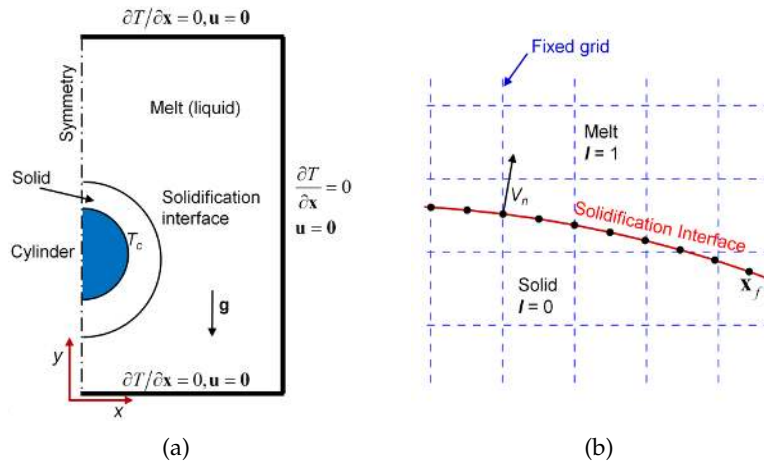 ∂T/∂x = 0, u = 0
Symmetry
Melt (liquid)
Solid
Solidification
interface
∂T/∂x = 0
u = 0
Cylinder
T_c
g
y
∂T/∂x = 0, u = 0
x
(a)
Fixed grid
Melt
I = 1
V_n
Solidification Interface
x_f
Solid
I = 0
(b)